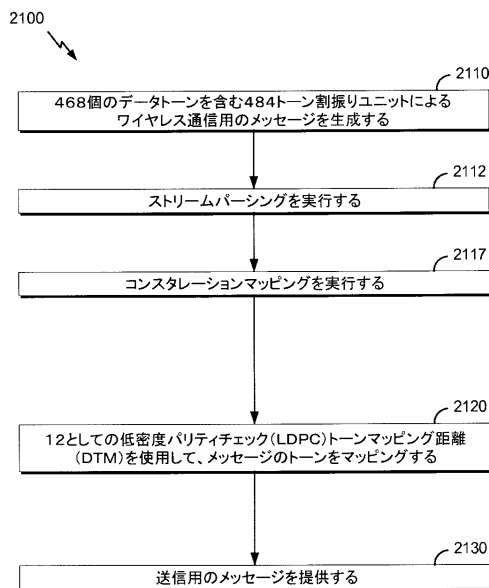 2100
2110
468個のデータトーンを含む484トーン割振りユニットによる
ワイヤレス通信用のメッセージを生成する
2112
ストリームパーシングを実行する
2117
コンスタレーションマッピングを実行する
2120
12としての低密度パリティチェック(LDPC)トーンマッピング距離
(DTM)を使用して、メッセージのトーンをマッピングする
2130
送信用のメッセージを提供する